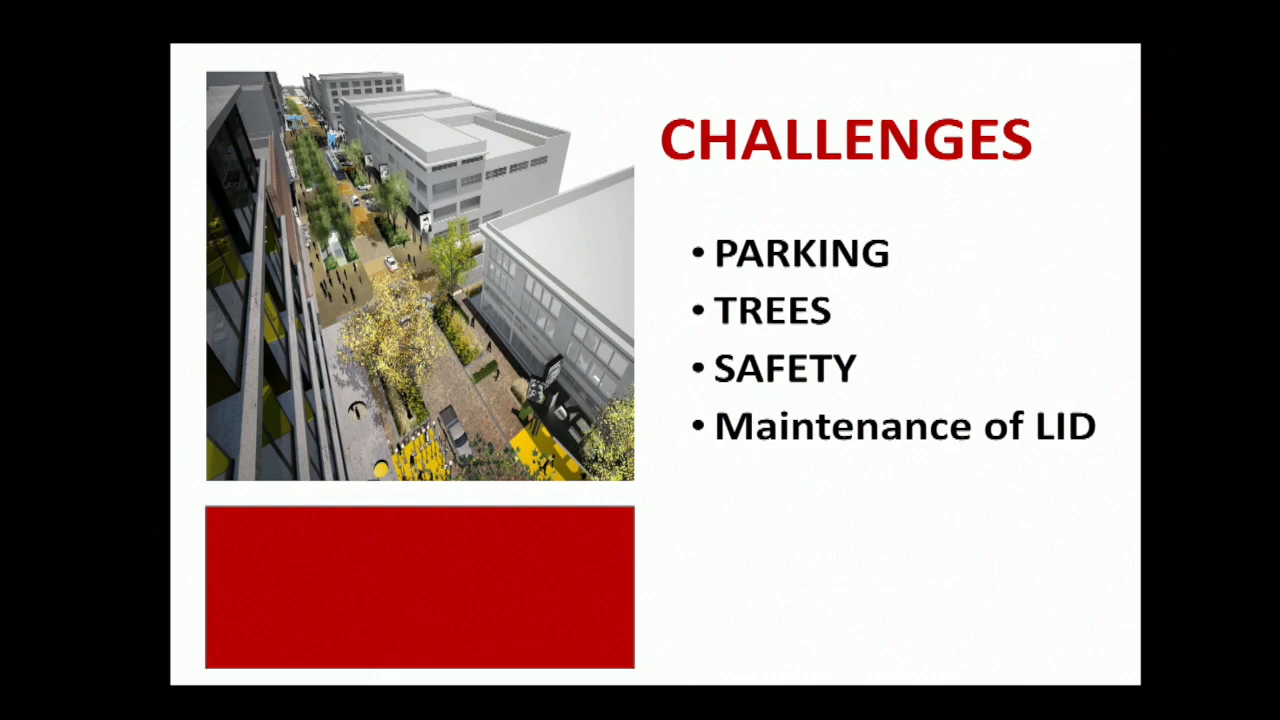 CHALLENGES
• PARKING
• TREES
• SAFETY
• Maintenance of LID